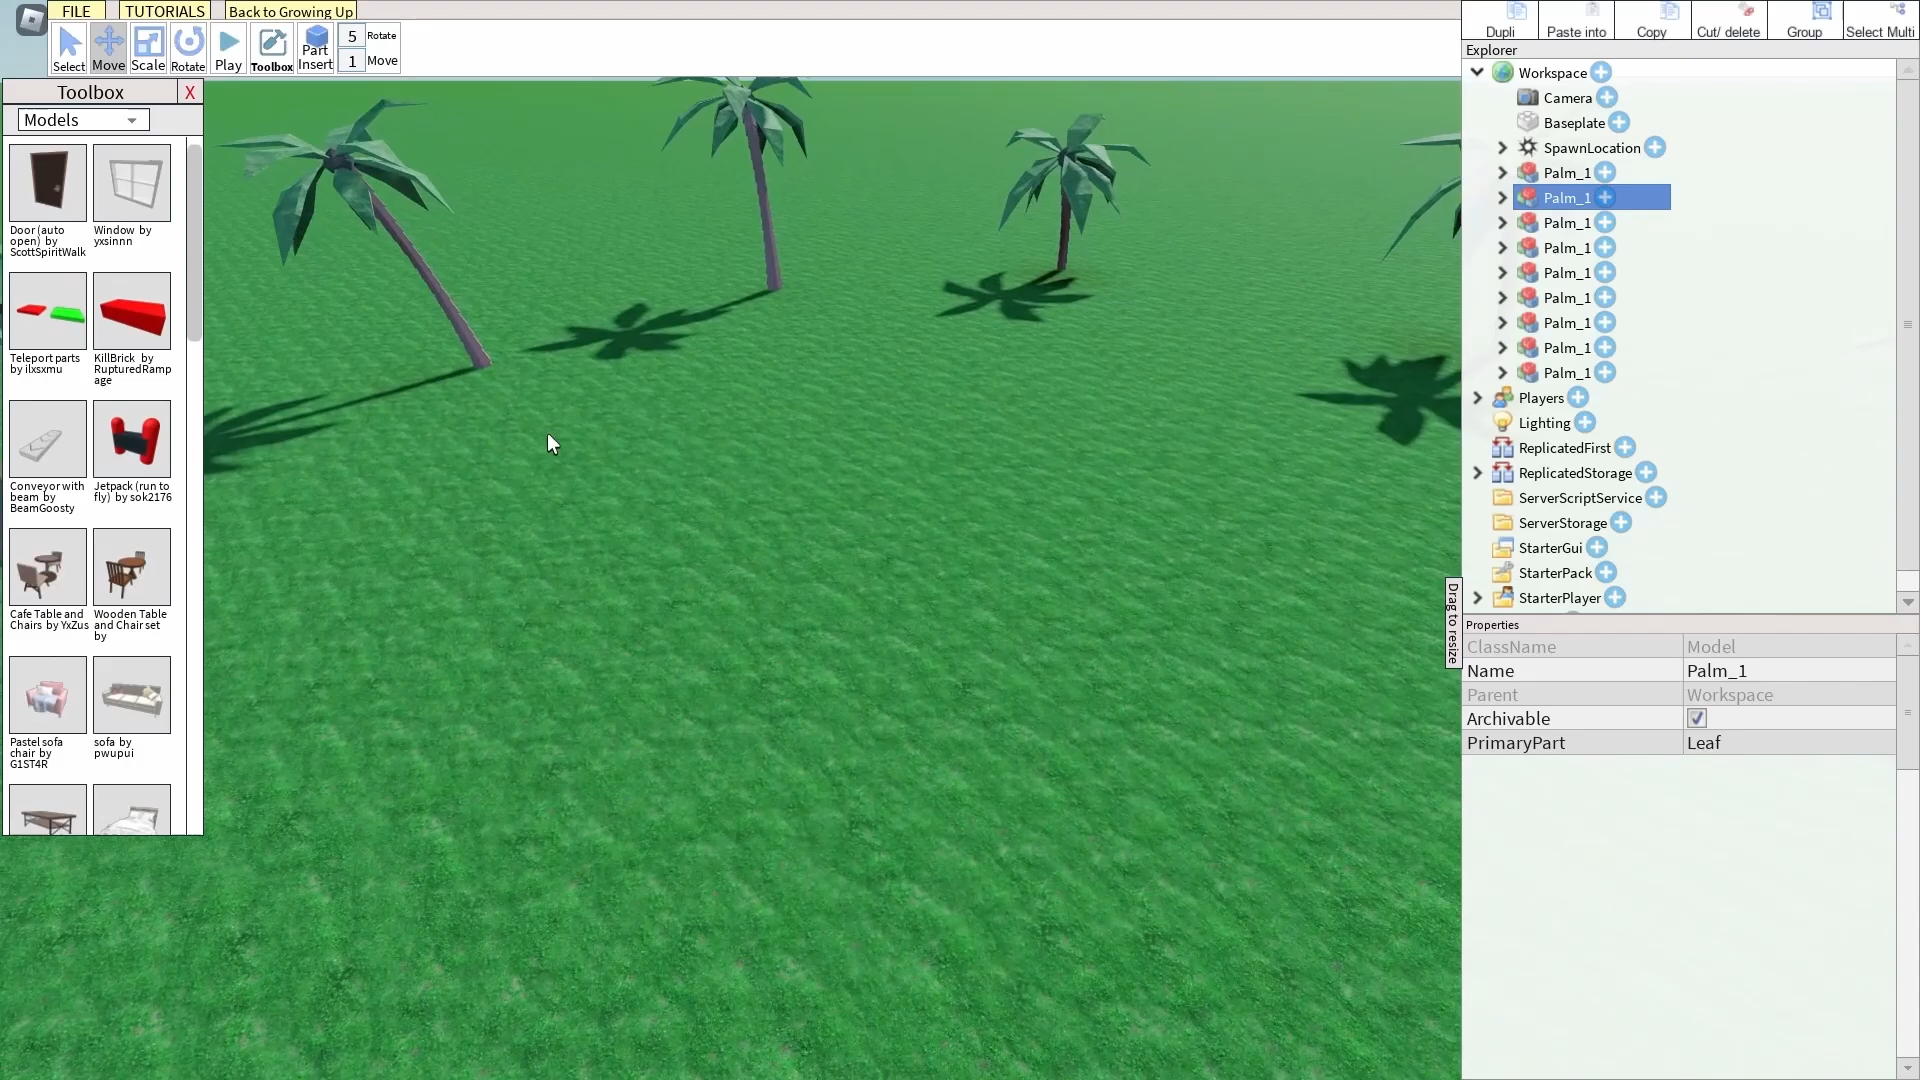 FILE
TUTORIALS
Back to Growing Up
Select
Move
Scale
Rotate
Play
Toolbox
Part
Insert
5 Rotate
1 Move
Toolbox X
Models
Door (auto
open) by
ScottSpiritWalk
Window by
yxsinnn
Teleport parts
by ilxsxmu
KillBrick by
RupturedRamp
age
Conveyor with
beam by
BeamGoosty
Jetpack (run to
fly) by sok2176
Cafe Table and
Chairs by YxZus
Wooden Table
and Chair set
by
Pastel sofa
chair by
G1ST4R
sofa by
pwupui
Dupli
Paste into
Copy
Cut/ delete
Group
Select Multi
Explorer
Workspace
Camera
Baseplate
SpawnLocation
Palm_1
Palm_1
Palm_1
Palm_1
Palm_1
Palm_1
Palm_1
Palm_1
Palm_1
Players
Lighting
ReplicatedFirst
ReplicatedStorage
ServerScriptService
ServerStorage
StarterGui
StarterPack
StarterPlayer
Drag to resize
Properties
ClassName Model
Name Palm_1
Parent Workspace
Archivable
PrimaryPart Leaf